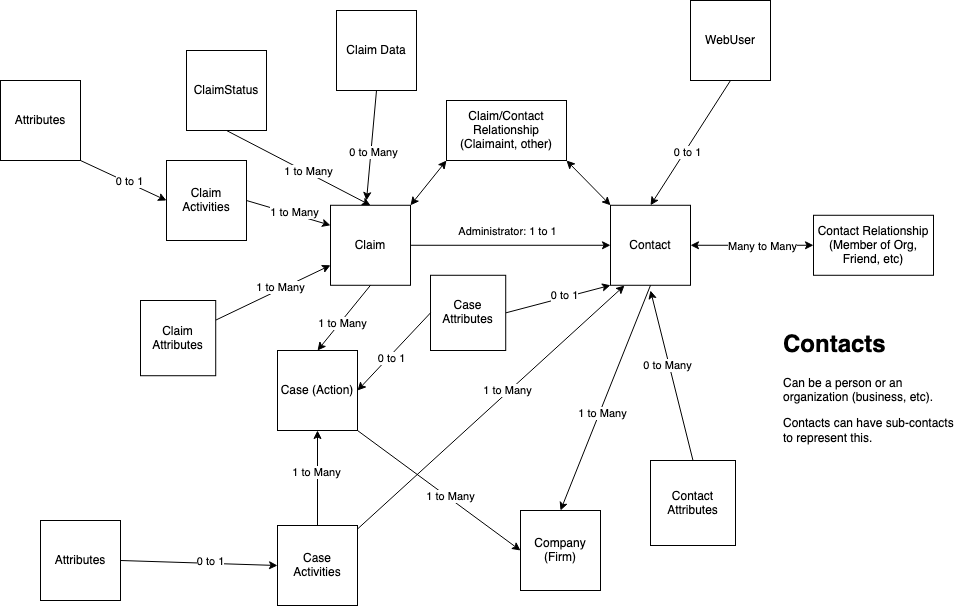 WebUser
Claim Data
ClaimStatus
Attributes
Claim/Contact
Relationship
(Claimaint, other)
0 to Many
0 to 1
1 to Many
0 to 1
Claim
Activities
1 to Many
Administrator: 1 to 1
Claim
Contact
Many to Many
Contact Relationship
(Member of Org,
Friend, etc)
1 to Many
0 to 1
Case
Attributes
Claim
Attributes
1 to Many
0 to 1
0 to Many
Contacts
Case (Action)
1 to Many
1 to Many
Can be a person or an
organization (business, etc).
Contacts can have sub-contacts
to represent this.
1 to Many
1 to Many
Contact
Attributes
Company
(Firm)
Attributes
0 to 1
Case
Activities